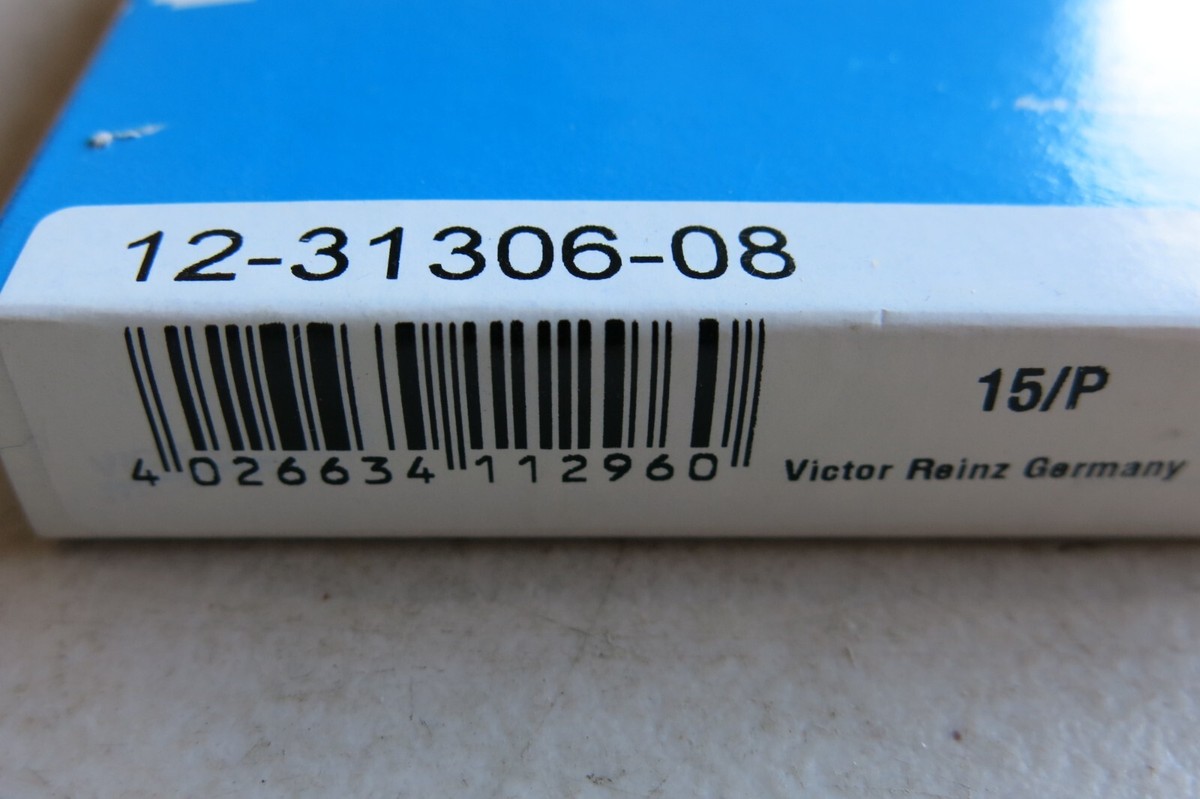 12-31306-08
15/P
4 026634 112960
Victor Reinz Germany